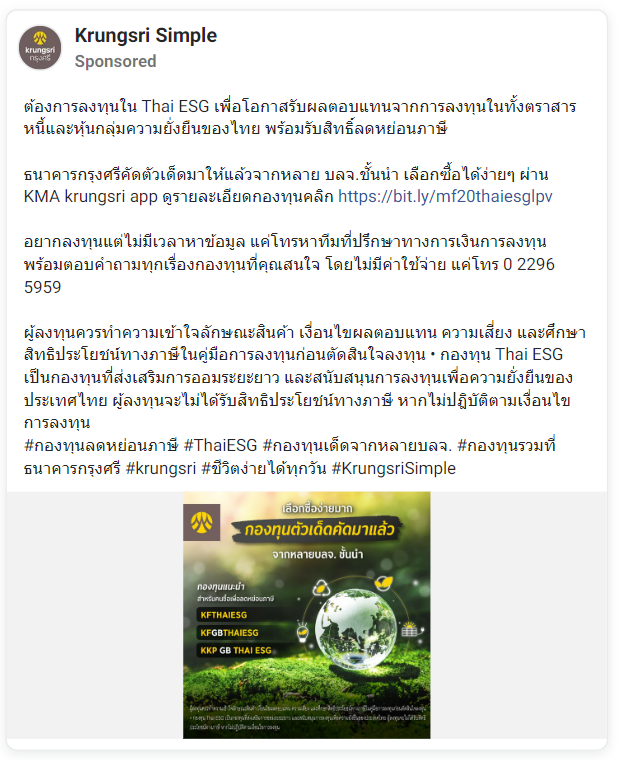 Krungsri Simple
Sponsored
krungsri
กรุงศรี
ต้องการลงทุนใน Thai ESG เพื่อโอกาสรับผลตอบแทนจากการลงทุนในทั้งตราสาร
หนี้และหุ้นกลุ่มความยั่งยืนของไทย พร้อมรับสิทธิ์ลดหย่อนภาษี
ธนาคารกรุงศรีคัดตัวเด็ดมาให้แล้วจากหลาย บลจ.ชั้นนำ เลือกซื้อได้ง่ายๆ ผ่าน
KMA krungsri app ดูรายละเอียดกองทุนคลิก https://bit.ly/mf20thaiesglpv
อยากลงทุนแต่ไม่มีเวลาหาข้อมูล แค่โทรหาทีมที่ปรึกษาทางการเงินการลงทุน
พร้อมตอบคำถามทุกเรื่องกองทุนที่คุณสนใจ โดยไม่มีค่าใช้จ่าย แค่โทร 0 2296
5959
ผู้ลงทุนควรทำความเข้าใจลักษณะสินค้า เงื่อนไขผลตอบแทน ความเสี่ยง และศึกษา
สิทธิประโยชน์ทางภาษีในคู่มือการลงทุนก่อนตัดสินใจลงทุน • กองทุน Thai ESG
เป็นกองทุนที่ส่งเสริมการออมระยะยาว และสนับสนุนการลงทุนเพื่อความยั่งยืนของ
ประเทศไทย ผู้ลงทุนจะไม่ได้รับสิทธิประโยชน์ทางภาษี หากไม่ปฏิบัติตามเงื่อนไข
การลงทุน
#กองทุนลดหย่อนภาษี #ThaiESG #กองทุนเด็ดจากหลายบลจ. #กองทุนรวมที่
ธนาคารกรุงศรี #krungsri #ชีวิตง่ายได้ทุกวัน #KrungsriSimple
เลือกซื้อง่ายมาก
กองทุนตัวเด็ดคัดมาแล้ว
จากหลายบลจ. ชั้นนำ
กองทุนแนะนำ
สำหรับคนซื้อเพื่อลดหย่อนภาษี
KFTHAIESG
KFGBTHAIESG
KKP GB THAI ESG